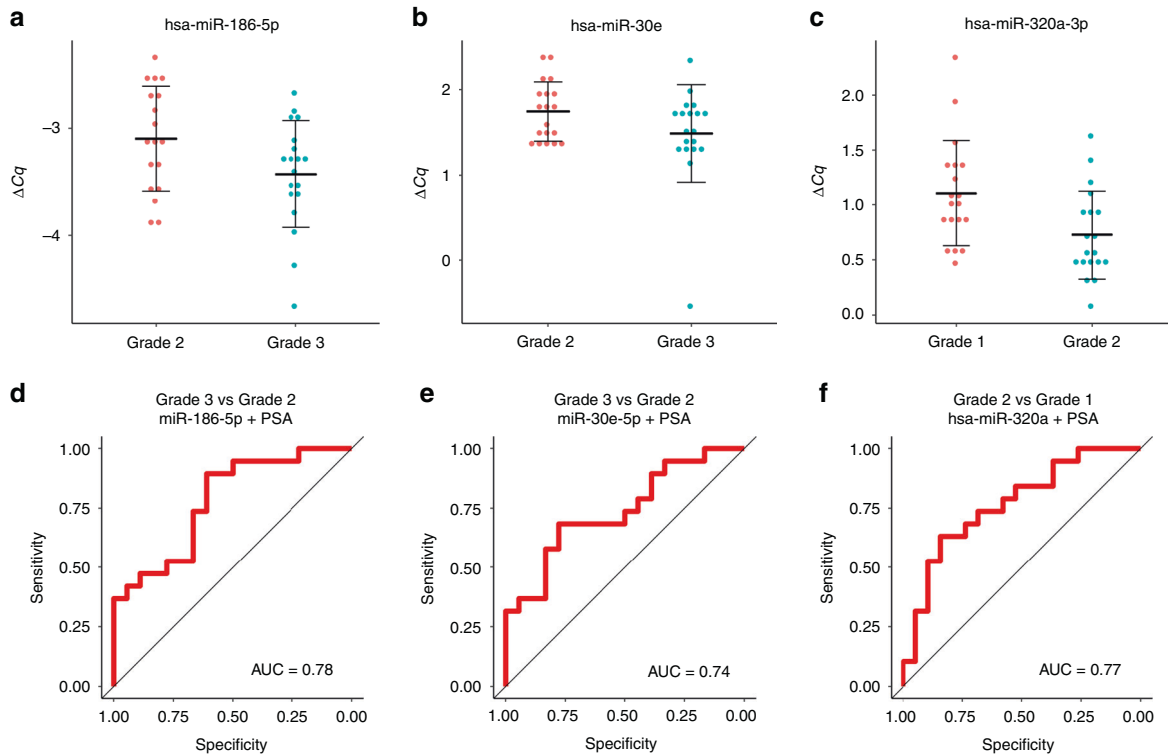 a
hsa-miR-186-5p
ΔCq
–3
–4
Grade 2
Grade 3
b
hsa-miR-30e
ΔCq
2
1
0
Grade 2
Grade 3
c
hsa-miR-320a-3p
ΔCq
2.0
1.5
1.0
0.5
0.0
Grade 1
Grade 2
d
Grade 3 vs Grade 2
miR-186-5p + PSA
Sensitivity
1.00
0.75
0.50
0.25
0.00
AUC = 0.78
1.00 0.75 0.50 0.25 0.00
Specificity
e
Grade 3 vs Grade 2
miR-30e-5p + PSA
Sensitivity
1.00
0.75
0.50
0.25
0.00
AUC = 0.74
1.00 0.75 0.50 0.25 0.00
Specificity
f
Grade 2 vs Grade 1
hsa-miR-320a + PSA
Sensitivity
1.00
0.75
0.50
0.25
0.00
AUC = 0.77
1.00 0.75 0.50 0.25 0.00
Specificity